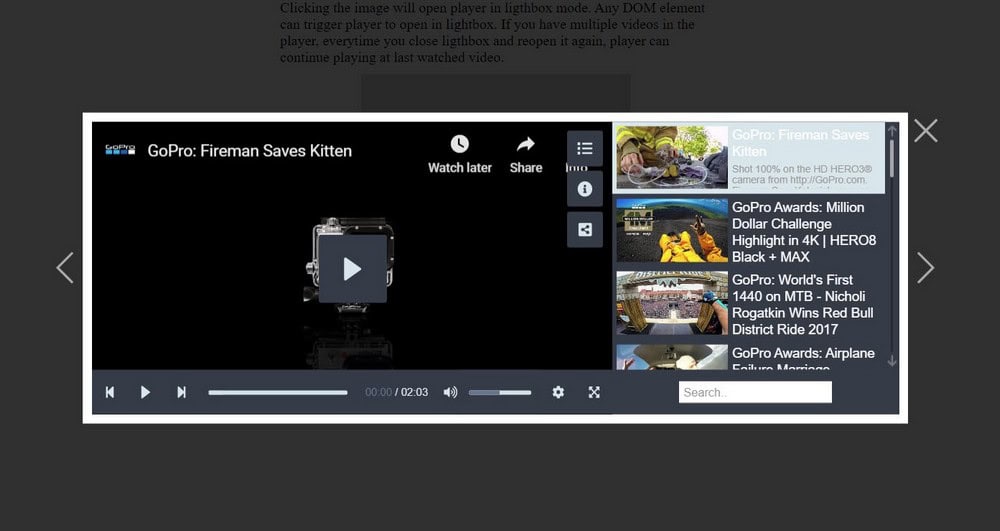 Clicking the image will open player in ligthbox mode. Any DOM element
can trigger player to open in lightbox. If you have multiple videos in the
player, everytime you close ligthbox and reopen it again, player can
continue playing at last watched video.
GoPro
GoPro: Fireman Saves Kitten
Watch later
Share
Info
GoPro: Fireman Saves
Kitten
Shot 100% on the HD HERO3®
camera from http://GoPro.com.
GoPro Awards: Million
Dollar Challenge
Highlight in 4K | HERO8
Black + MAX
GoPro: World's First
1440 on MTB - Nicholi
Rogatkin Wins Red Bull
District Ride 2017
GoPro Awards: Airplane
Failure Marriage
00:00 / 02:03
Search..